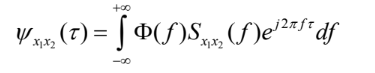 ψ_{x₁x₂}(τ) = ∫_{-∞}^{+∞} Φ(f)S_{x₁x₂}(f)e^{j2πfτ}df